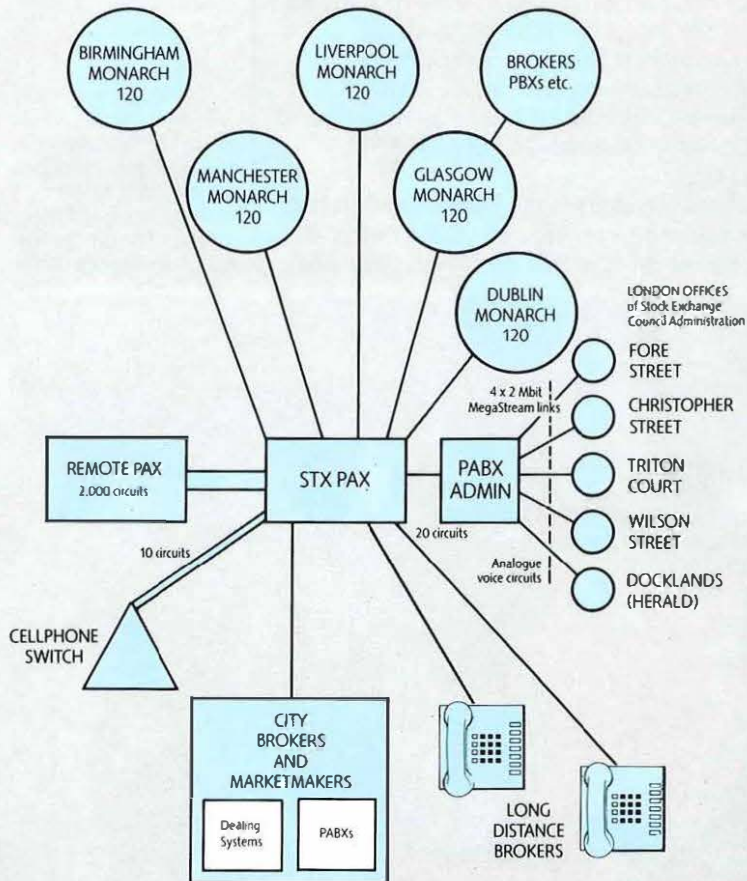 BIRMINGHAM
MONARCH
120
LIVERPOOL
MONARCH
120
BROKERS
PBXs etc.
MANCHESTER
MONARCH
120
GLASGOW
MONARCH
120
DUBLIN
MONARCH
120
LONDON OFFICES
of Stock Exchange
Council Administration
FORE
STREET
4 x 2 Mbit
MegaStream links
CHRISTOPHER
STREET
REMOTE PAX
2,000 circuits
STX PAX
PABX
ADMIN
TRITON
COURT
WILSON
STREET
20 circuits
10 circuits
Analogue
voice circuits
DOCKLANDS
(HERALD)
CELLPHONE
SWITCH
CITY
BROKERS
AND
MARKETMAKERS
Dealing
Systems
PABXs
LONG
DISTANCE
BROKERS